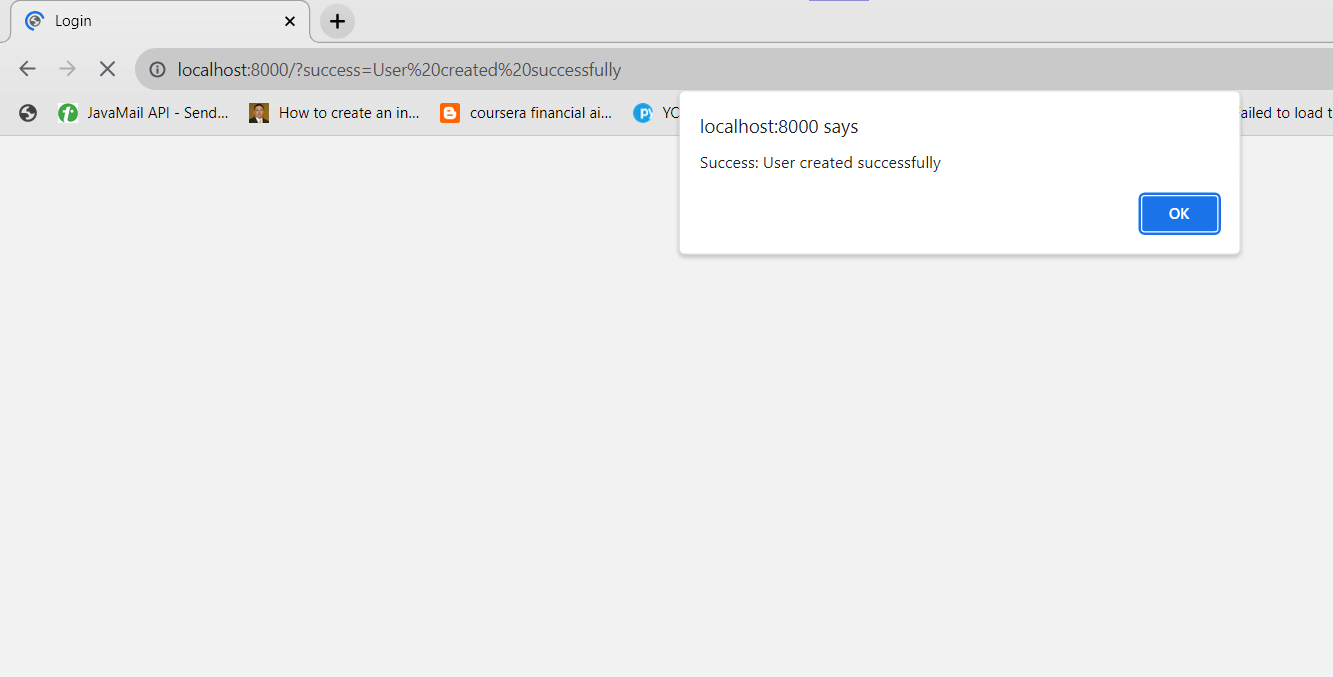 Login
localhost:8000/?success=User%20created%20successfully
JavaMail API - Send... How to create an in... coursera financial ai... YO ailed to load t
localhost:8000 says
Success: User created successfully
OK